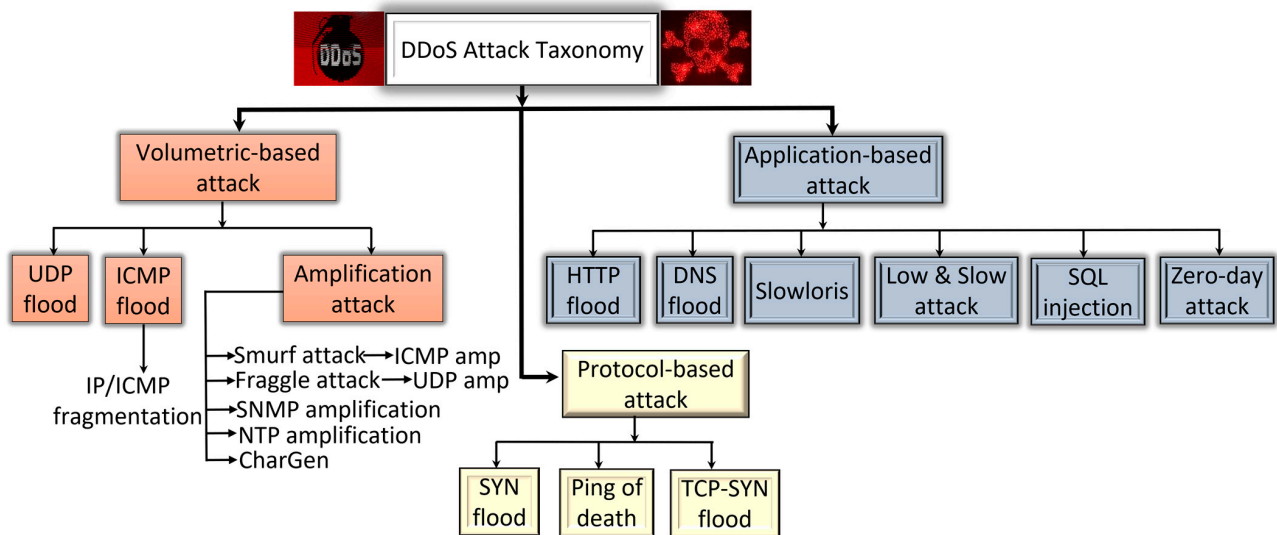 DDoS
DDoS Attack Taxonomy
Volumetric-based
attack
Application-based
attack
UDP
flood
ICMP
flood
Amplification
attack
HTTP
flood
DNS
flood
Slowloris
Low & Slow
attack
SQL
injection
Zero-day
attack
IP/ICMP
fragmentation
Smurf attack ICMP amp
Fraggle attack UDP amp
SNMP amplification
NTP amplification
CharGen
Protocol-based
attack
SYN
flood
Ping of
death
TCP-SYN
flood